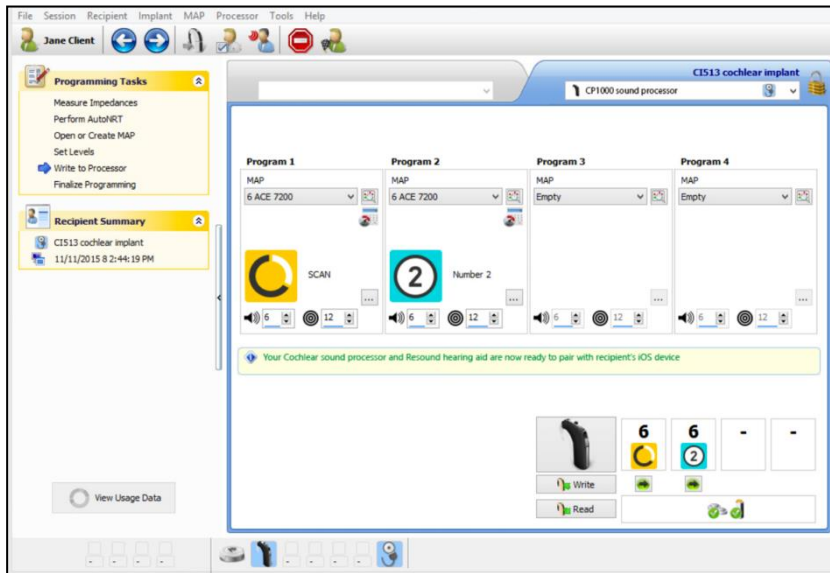 File Session Recipient Implant MAP Processor Tools Help
Jane Client
Programming Tasks
Measure Impedances
Perform AutoNRT
Open or Create MAP
Set Levels
Write to Processor
Finalize Programming
Recipient Summary
CI513 cochlear implant
11/11/2015 8 2:44:19 PM
View Usage Data
CI513 cochlear implant
CP1000 sound processor
Program 1 Program 2 Program 3 Program 4
MAP MAP MAP MAP
6 ACE 7200 6 ACE 7200 Empty Empty
SCAN 2 Number 2
... ... ... ...
6 12 6 12 6 12 6 12
Your Cochlear sound processor and Resound hearing aid are now ready to pair with recipient's iOS device
6 6 - -
2
Write
Read
- - - - - - - -